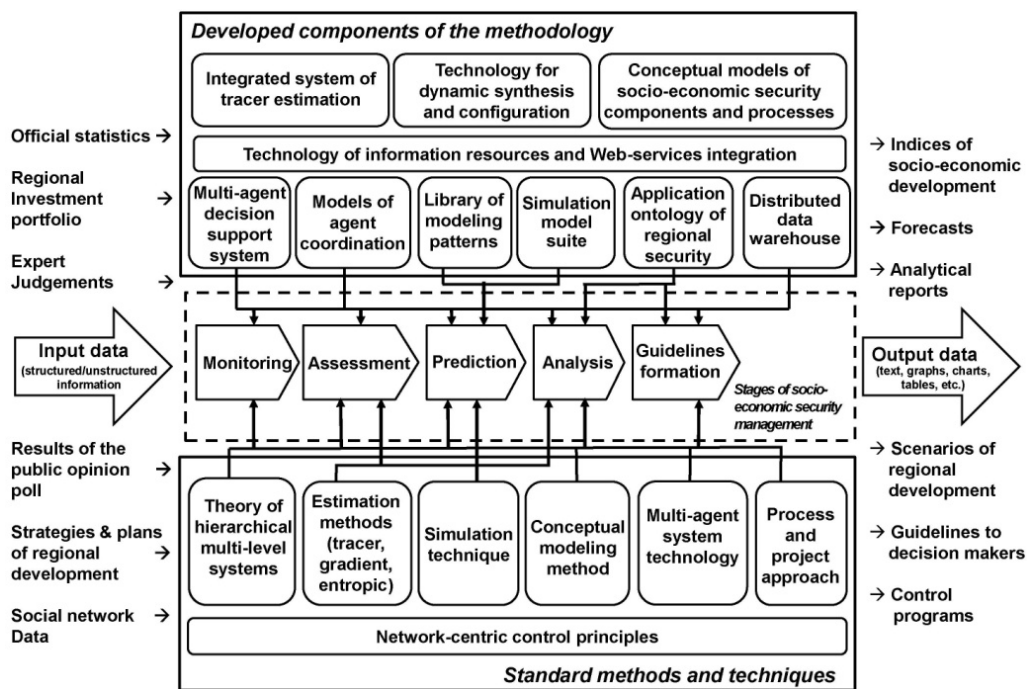 Developed components of the methodology
Integrated system of
tracer estimation
Technology for
dynamic synthesis
and configuration
Conceptual models of
socio-economic security
components and processes
Technology of information resources and Web-services integration
Multi-agent
decision
support
system
Models of
agent
coordination
Library of
modeling
patterns
Simulation
model
suite
Application
ontology of
regional
security
Distributed
data
warehouse
Official statistics →
Regional
Investment →
portfolio
Expert
Judgements →
Input data
(structured/unstructured
information
Results of the
public opinion →
poll
Strategies & plans
of regional →
development
Social network →
Data
Monitoring
Assessment
Prediction
Analysis
Guidelines
formation
Stages of socio-
economic security
management
→ Indices of
socio-economic
development
→ Forecasts
→ Analytical
reports
Output data
(text, graphs, charts,
tables, etc.)
→ Scenarios of
regional
development
→ Guidelines to
decision makers
→ Control
programs
Theory of
hierarchical
multi-level
systems
Estimation
methods
(tracer,
gradient,
entropic)
Simulation
technique
Conceptual
modeling
method
Multi-agent
system
technology
Process
and
project
approach
Network-centric control principles
Standard methods and techniques